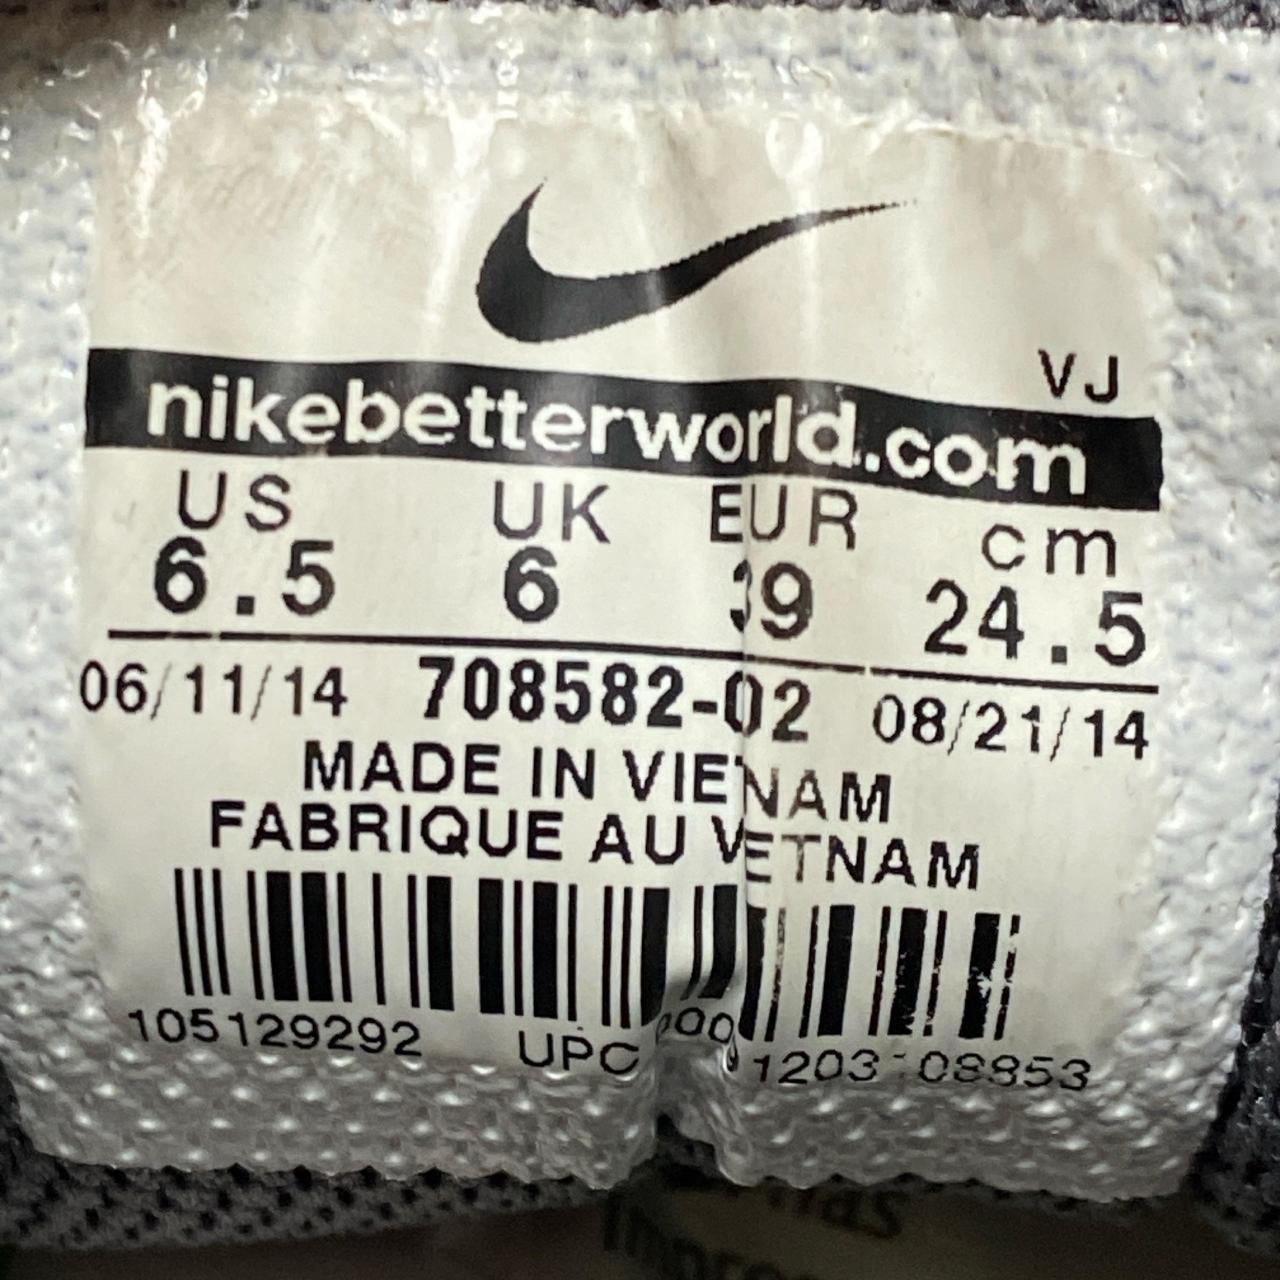 VJ
nikebetterworld.com
US UK EUR cm
6.5 6 39 24.5
06/11/14 708582-02 08/21/14
MADE IN VIETNAM
FABRIQUE AU VIETNAM
105129292 UPC